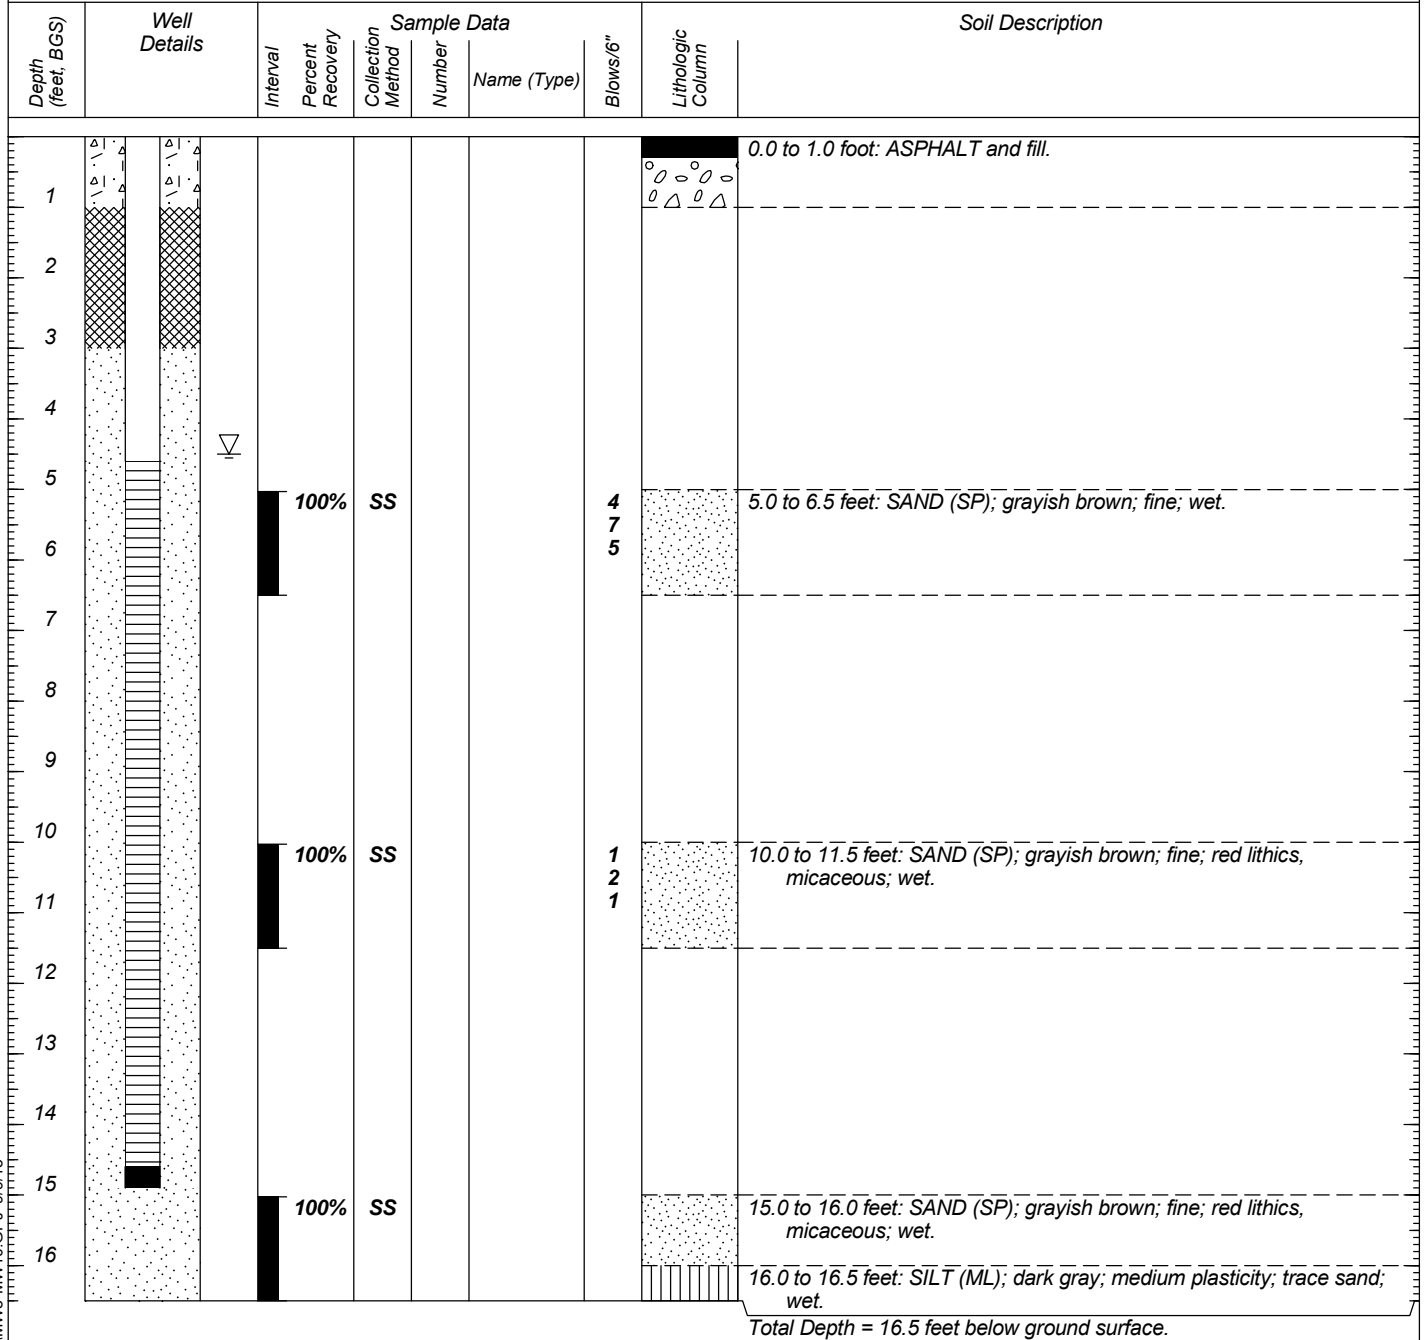 Depth
(feet, BGS)
Well
Details
Sample Data
Interval
Percent
Recovery
Collection
Method
Number
Name (Type)
Blows/6"
Lithologic
Column
Soil Description
0.0 to 1.0 foot: ASPHALT and fill.
1
2
3
4
5
100% SS 4 5.0 to 6.5 feet: SAND (SP); grayish brown; fine; wet.
7
6 5
7
8
9
10
100% SS 1 10.0 to 11.5 feet: SAND (SP); grayish brown; fine; red lithics,
2 micaceous; wet.
11 1
12
13
14
15
100% SS 15.0 to 16.0 feet: SAND (SP); grayish brown; fine; red lithics,
micaceous; wet.
16
16.0 to 16.5 feet: SILT (ML); dark gray; medium plasticity; trace sand;
wet.
Total Depth = 16.5 feet below ground surface.